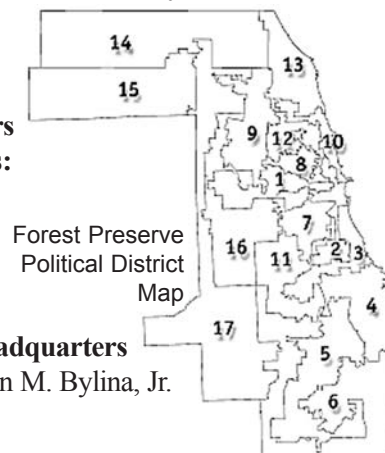 14
13
15
rs
9
12
10
s:
8
1
7
Forest Preserve
16
2
3
Political District
11
Map
4
17
5
adquarters
n M. Bylina, Jr.
6